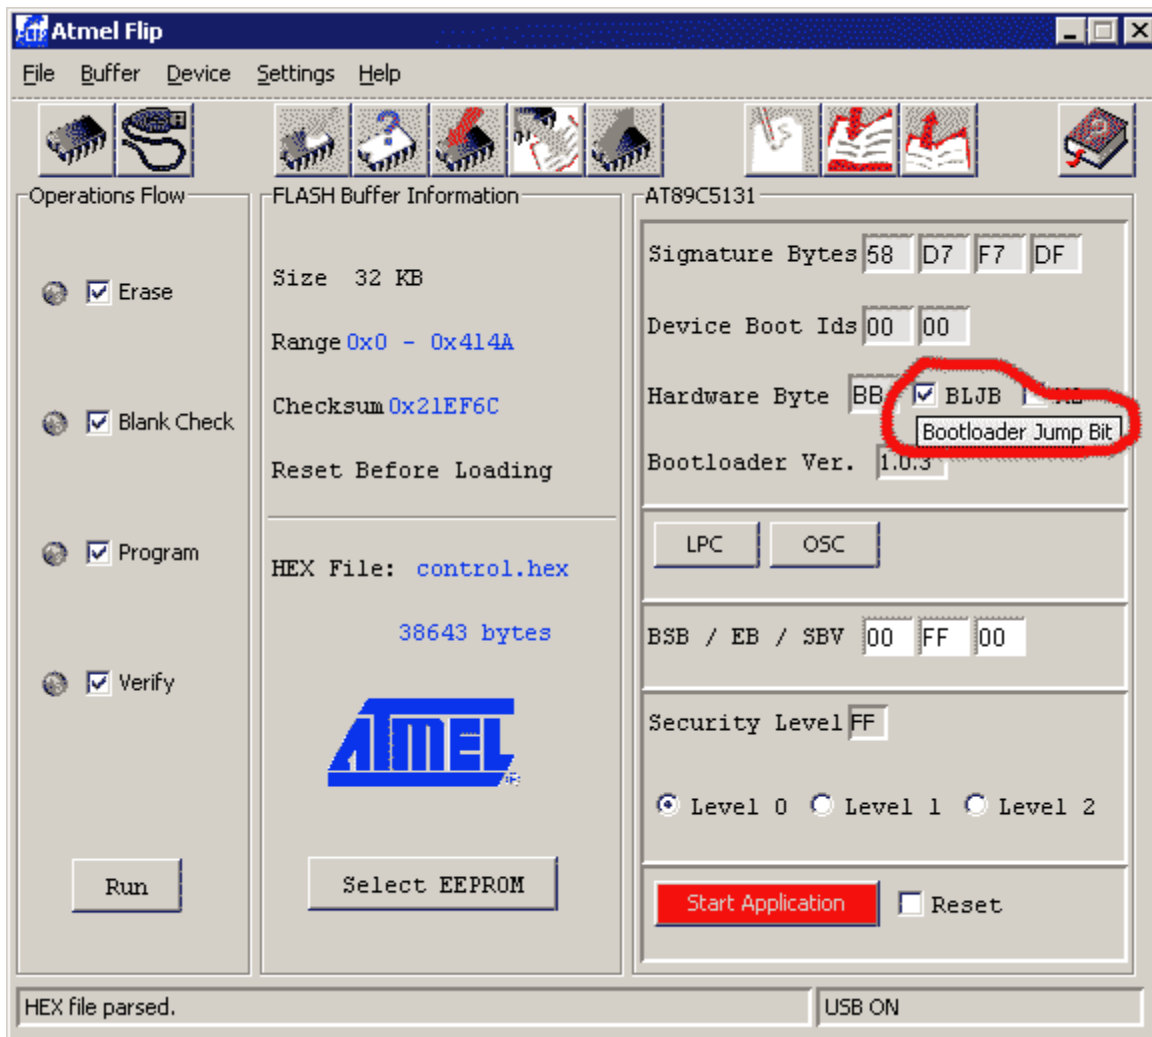 Atmel Flip
File Buffer Device Settings Help
Operations Flow
Erase
Blank Check
Program
Verify
Run
FLASH Buffer Information
Size 32 KB
Range 0x0 - 0x414A
Checksum 0x21EF6C
Reset Before Loading
HEX File: control.hex
38643 bytes
ATMEL
Select EEPROM
AT89C5131
Signature Bytes 58 D7 F7 DF
Device Boot Ids 00 00
Hardware Byte BB BLJB
Bootloader Jump Bit
Bootloader Ver. 1.0.3
LPC OSC
BSB / EB / SBV 00 FF 00
Security Level FF
Level 0 Level 1 Level 2
Start Application Reset
HEX file parsed. USB ON